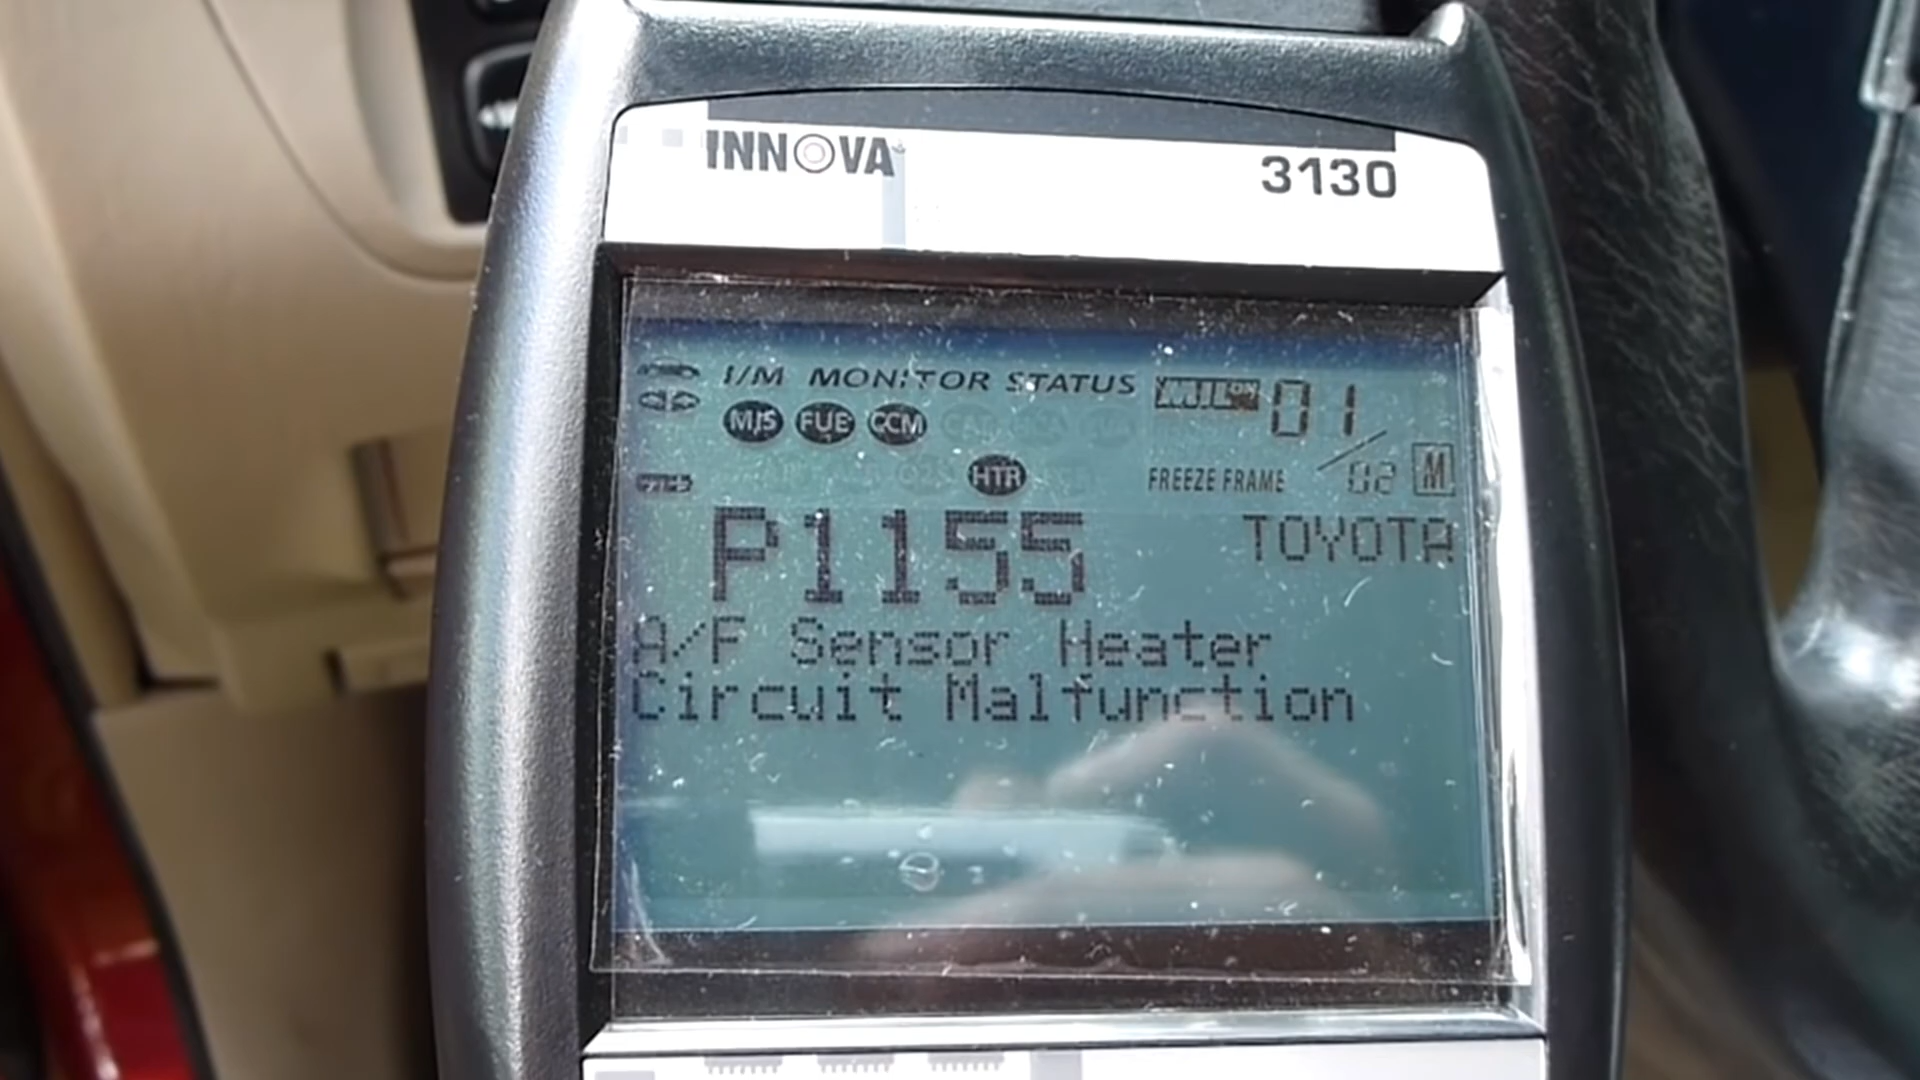 INNOVA
3130
I/M MONITOR STATUS
MIL ON 01
MIS FUE CCM
HTR
FREEZE FRAME 02 M
P1155 TOYOTA
A/F Sensor Heater
Circuit Malfunction